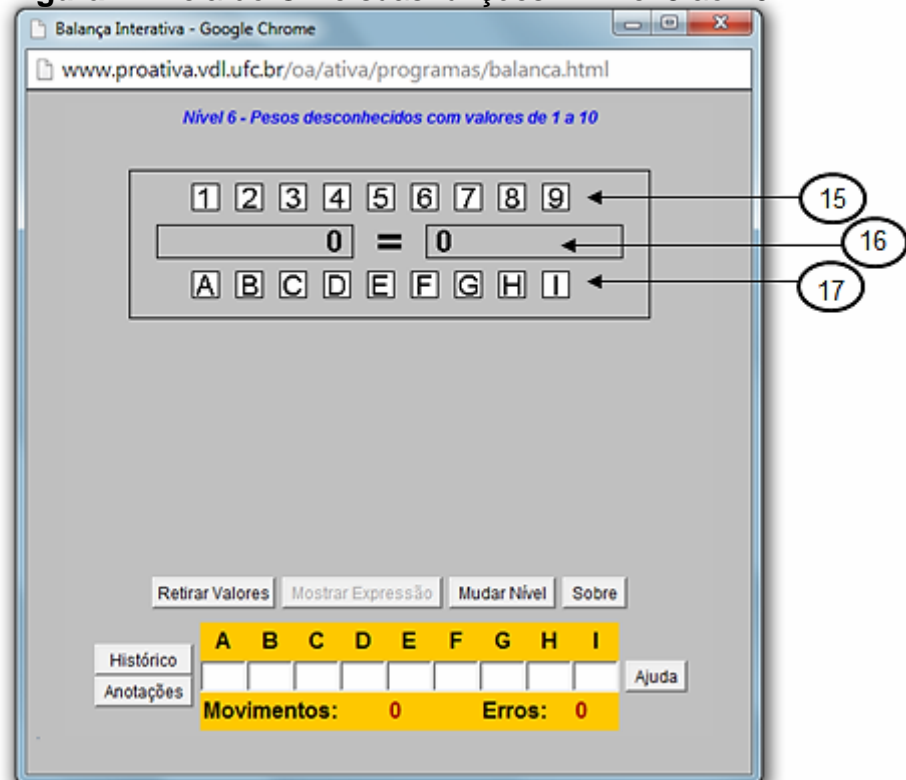 Balança Interativa - Google Chrome
www.proativa.vdl.ufc.br/oa/ativa/programas/balanca.html
Nível 6 - Pesos desconhecidos com valores de 1 a 10
1 2 3 4 5 6 7 8 9
15
0 = 0
16
A B C D E F G H I
17
Retirar Valores Mostrar Expressão Mudar Nível Sobre
A B C D E F G H I
Histórico
Ajuda
Anotações
Movimentos: 0 Erros: 0